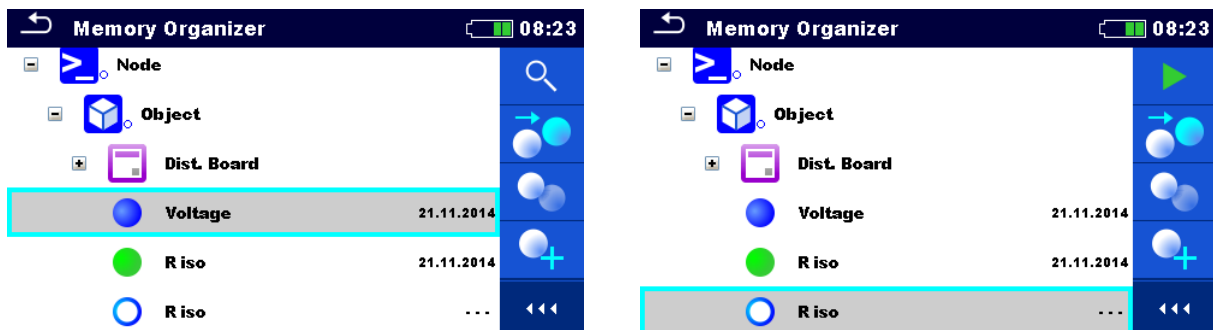 Memory Organizer 08:23
Node
Object
Dist. Board
Voltage 21.11.2014
R iso 21.11.2014
R iso - - -
Memory Organizer 08:23
Node
Object
Dist. Board
Voltage 21.11.2014
R iso 21.11.2014
R iso - - -